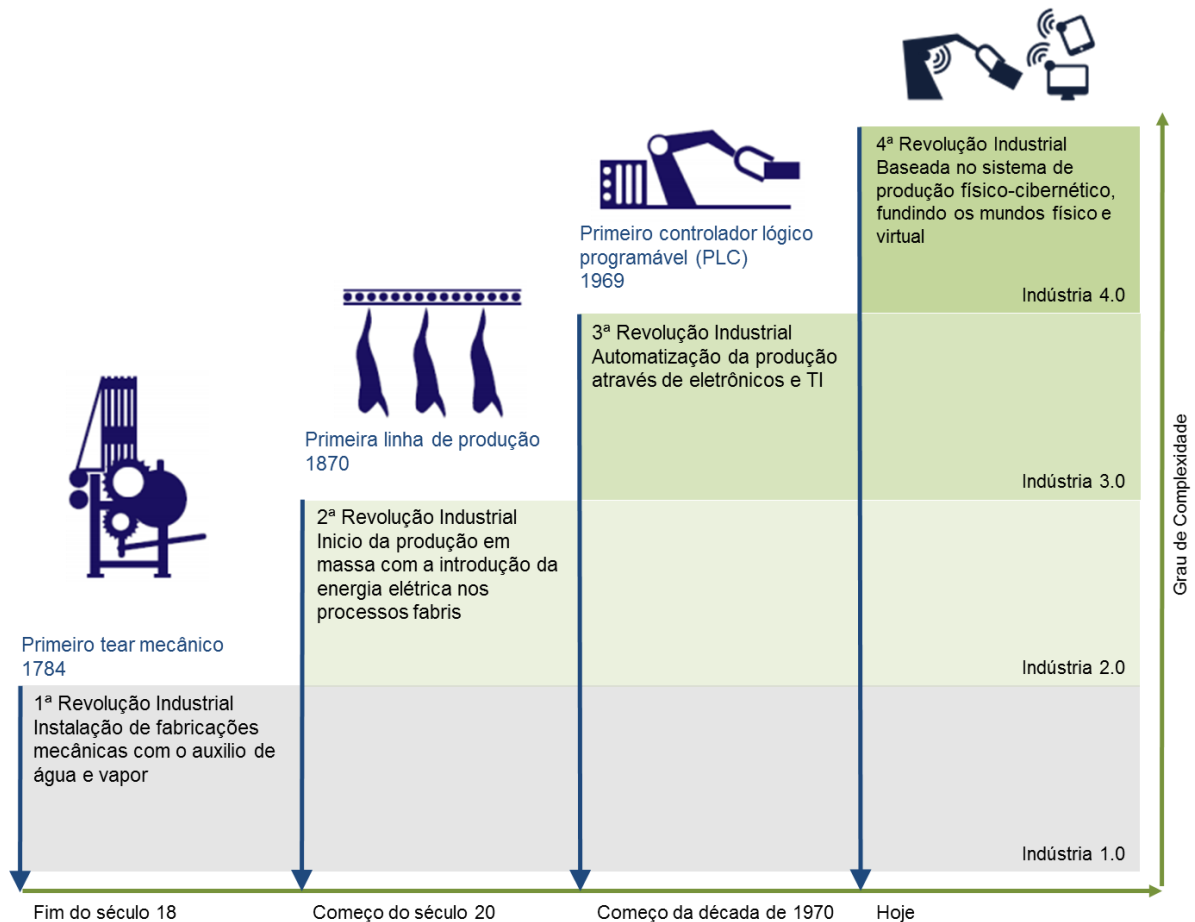 4ª Revolução Industrial
Baseada no sistema de
produção físico-cibernético,
fundindo os mundos físico e
virtual
Indústria 4.0
Primeiro controlador lógico
programável (PLC)
1969
3ª Revolução Industrial
Automatização da produção
através de eletrônicos e TI
Indústria 3.0
Primeira linha de produção
1870
2ª Revolução Industrial
Inicio da produção em
massa com a introdução da
energia elétrica nos
processos fabris
Indústria 2.0
Primeiro tear mecânico
1784
1ª Revolução Industrial
Instalação de fabricações
mecânicas com o auxilio de
água e vapor
Indústria 1.0
Grau de Complexidade
Fim do século 18
Começo do século 20
Começo da década de 1970
Hoje